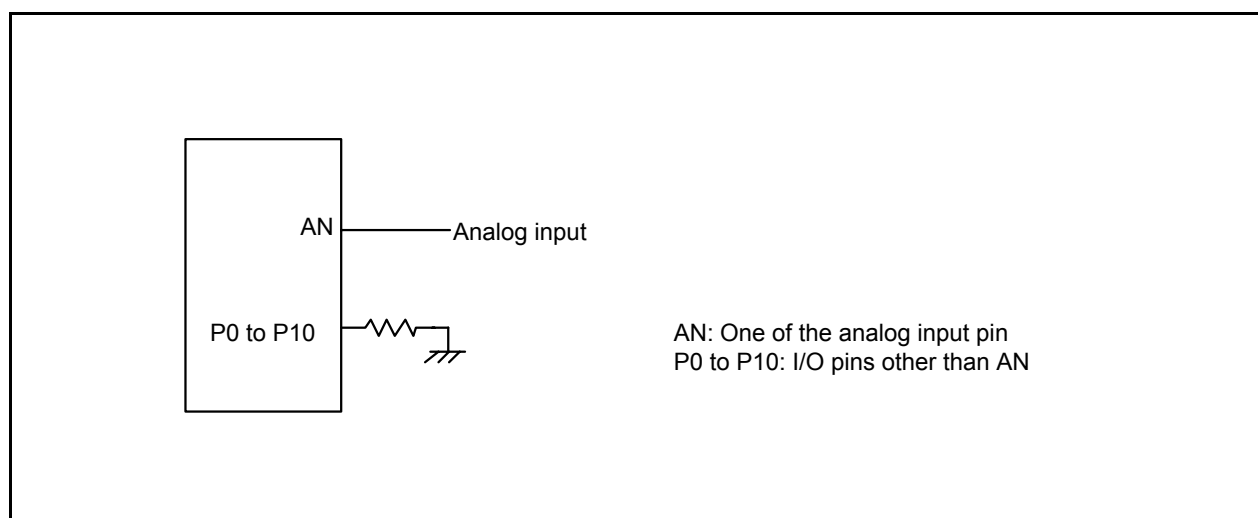 AN
Analog input
P0 to P10
AN: One of the analog input pin
P0 to P10: I/O pins other than AN